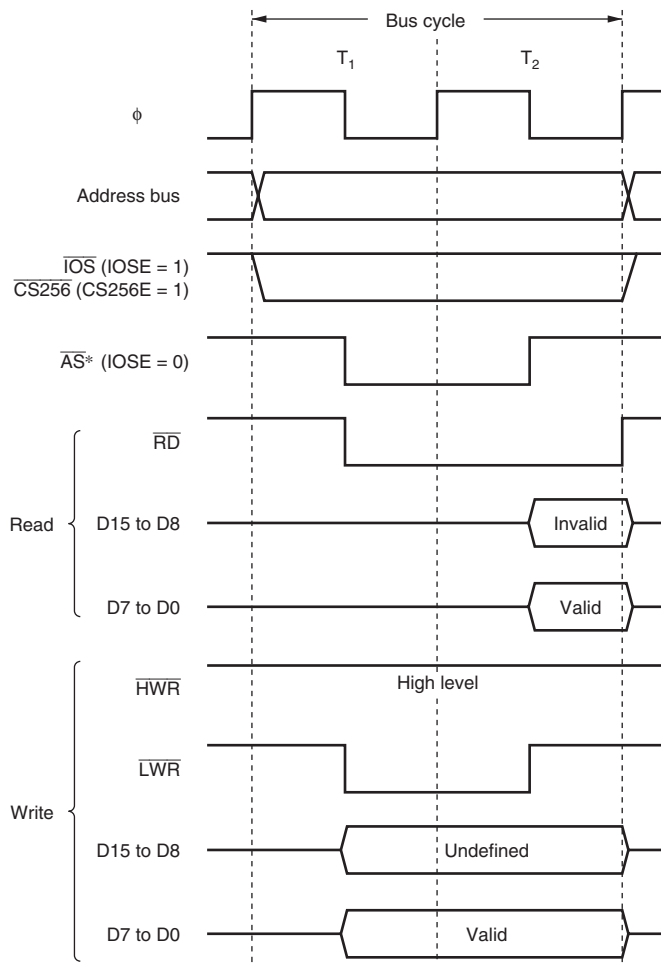 Bus cycle
T1 T2
ϕ
Address bus
IOS (IOSE = 1)
CS256 (CS256E = 1)
AS* (IOSE = 0)
RD
Read
D15 to D8 Invalid
D7 to D0 Valid
HWR High level
LWR
Write
D15 to D8 Undefined
D7 to D0 Valid